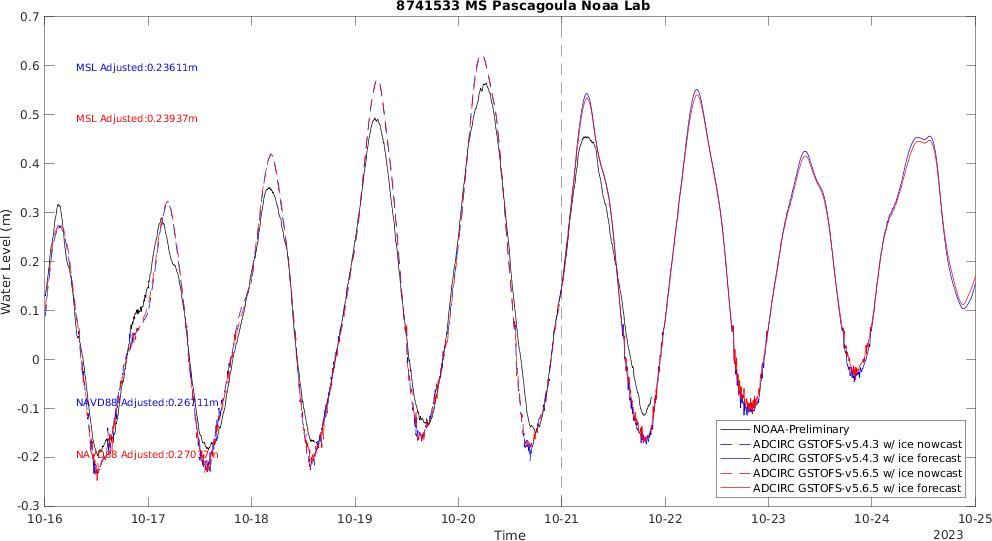 8741533 MS Pascagoula Noaa Lab
Water Level (m)
0.7
0.6
0.5
0.4
0.3
0.2
0.1
0
-0.1
-0.2
-0.3
MSL Adjusted:0.23611m
MSL Adjusted:0.23937m
NAVD88 Adjusted:0.26711m
NAVD88 Adjusted:
NOAA-Preliminary
ADCIRC GSTOFS-v5.4.3 w/ ice nowcast
ADCIRC GSTOFS-v5.4.3 w/ ice forecast
ADCIRC GSTOFS-v5.6.5 w/ ice nowcast
ADCIRC GSTOFS-v5.6.5 w/ ice forecast
10-16 10-17 10-18 10-19 10-20 10-21 10-22 10-23 10-24 10-25
Time
2023